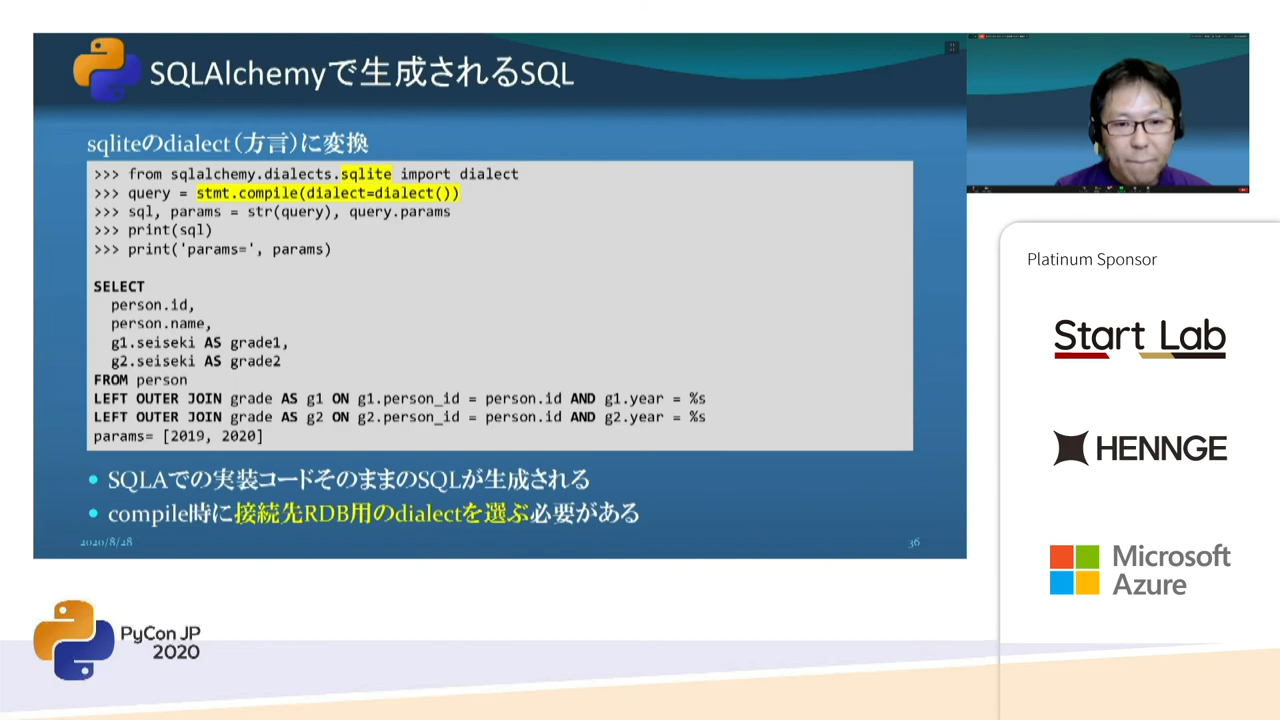 SQLAlchemyで生成されるSQL
sqliteのdialect（方言）に変換
>>> from sqlalchemy.dialects.sqlite import dialect
>>> query = stmt.compile(dialect=dialect())
>>> sql, params = str(query), query.params
>>> print(sql)
>>> print('params=', params)
SELECT
person.id,
person.name,
g1.seiseki AS grade1,
g2.seiseki AS grade2
FROM person
LEFT OUTER JOIN grade AS g1 ON g1.person_id = person.id AND g1.year = %s
LEFT OUTER JOIN grade AS g2 ON g2.person_id = person.id AND g2.year = %s
params= [2019, 2020]
• SQLAでの実装コードそのままのSQLが生成される
• compile時に接続先RDB用のdialectを選ぶ必要がある
2020/8/28
36
Platinum Sponsor
Start Lab
HENNGE
Microsoft
Azure
PyCon JP
2020